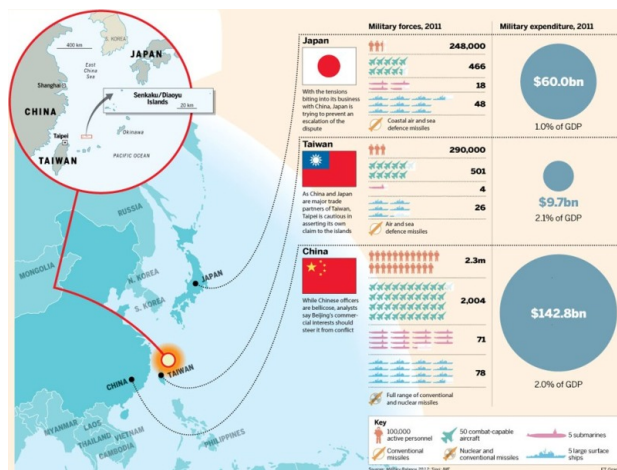 400 km
S. KOREA
JAPAN
East
China
Sea
Shanghai
Senkaku/Diaoyu
Islands
20 km
CHINA
Okinawa
Taipei
PACIFIC OCEAN
TAIWAN
RUSSIA
MONGOLIA
N. KOREA
JAPAN
S. KOREA
TAIWAN
CHINA
MYANMAR
LAOS
THAILAND
VIETNAM
CAMBODIA
PHILIPPINES
Military forces, 2011
Military expenditure, 2011
Japan
With the tensions
biting into its business
with China, Japan is
trying to prevent an
escalation of the
dispute
248,000
466
18
48
Coastal air and sea
defence missiles
$60.0bn
1.0% of GDP
Taiwan
As China and Japan
are major trade
partners of Taiwan,
Taipei is cautious in
asserting its own
claim to the islands
290,000
501
4
26
Air and sea
defence missiles
$9.7bn
2.1% of GDP
China
While Chinese officers
are bellicose, analysts
say Beijing's commer-
cial interests should
steer it from conflict
2.3m
2,004
71
78
Full range of conventional
and nuclear missiles
$142.8bn
2.0% of GDP
Key
100,000
active personnel
50 combat-capable
aircraft
5 submarines
Conventional
missiles
Nuclear and
conventional missiles
5 large surface
ships